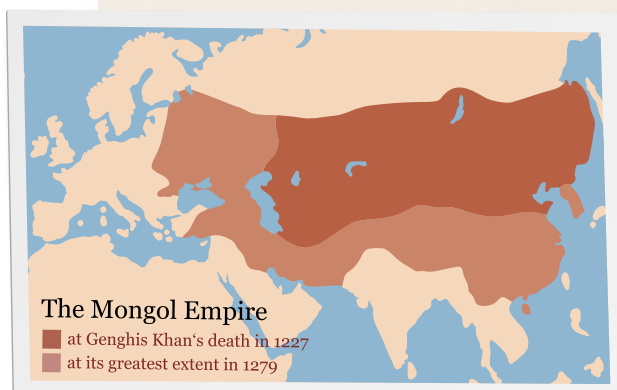 The Mongol Empire
at Genghis Khan‘s death in 1227
at its greatest extent in 1279